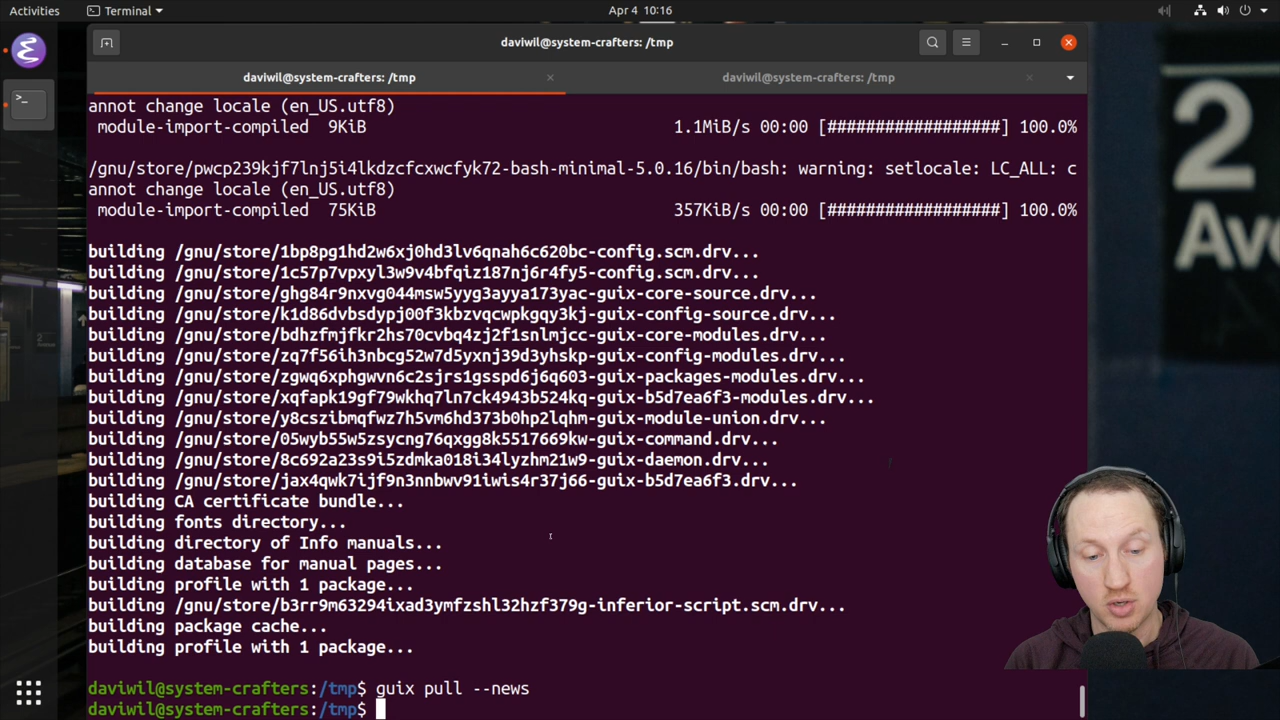 Activities
Terminal
Apr 4 10:16
daviwil@system-crafters: /tmp
daviwil@system-crafters: /tmp
daviwil@system-crafters: /tmp
annot change locale (en_US.utf8)
 module-import-compiled  9KiB 1.1MiB/s 00:00 [##################] 100.0%
/gnu/store/pwcp239kjf7lnj5i4lkdzcfcxwcfyk72-bash-minimal-5.0.16/bin/bash: warning: setlocale: LC_ALL: c
annot change locale (en_US.utf8)
 module-import-compiled  75KiB 357KiB/s 00:00 [##################] 100.0%
building /gnu/store/1bp8pg1hd2w6xj0hd3lv6qnah6c620bc-config.scm.drv...
building /gnu/store/1c57p7vpxyl3w9v4bfqiz187nj6r4fy5-config.scm.drv...
building /gnu/store/ghg84r9nxvg044msw5yyg3ayya173yac-guix-core-source.drv...
building /gnu/store/k1d86dvbsdypj00f3kbzvqcwpkgqy3kj-guix-config-source.drv...
building /gnu/store/bdhzfmjfkr2hs70cvbq4zj2f1snlmjcc-guix-core-modules.drv...
building /gnu/store/zq7f56ih3nbcg52w7d5yxnj39d3yhskp-guix-config-modules.drv...
building /gnu/store/zgwq6xphgwvn6c2sjrs1gsspd6j6q603-guix-packages-modules.drv...
building /gnu/store/xqfapk19gf79wkhq7ln7ck4943b524kq-guix-b5d7ea6f3-modules.drv...
building /gnu/store/y8cszibmqfwz7h5vm6hd373b0hp2lqhm-guix-module-union.drv...
building /gnu/store/05wyb55w5zsycng76qxgg8k5517669kw-guix-command.drv...
building /gnu/store/8c692a23s9i5zdmka018i34lyzhm21w9-guix-daemon.drv...
building /gnu/store/jax4qwk7ijf9n3nnbwv91iwis4r37j66-guix-b5d7ea6f3.drv...
building CA certificate bundle...
building fonts directory...
building directory of Info manuals...
building database for manual pages...
building profile with 1 package...
building /gnu/store/b3rr9m63294ixad3ymfzshl32hzf379g-inferior-script.scm.drv...
building package cache...
building profile with 1 package...
daviwil@system-crafters:/tmp$ guix pull --news
daviwil@system-crafters:/tmp$
2
Av